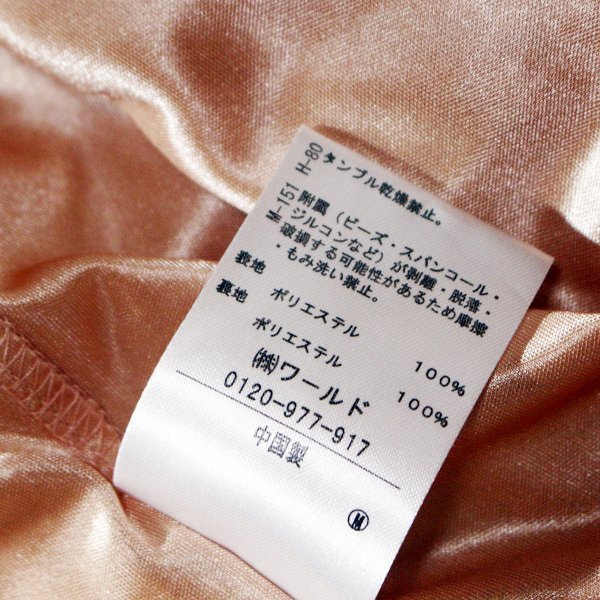 H-80 タンブル乾燥禁止。
M-151 附属（ビーズ・スパンコール・
M-ジルコンなど）が剥離・脱落・
・破損する可能性があるため摩擦
・もみ洗い禁止。
表地 ポリエステル 100%
裏地 ポリエステル 100%
㈱ワールド
0120-977-917
中国製
Ⓜ